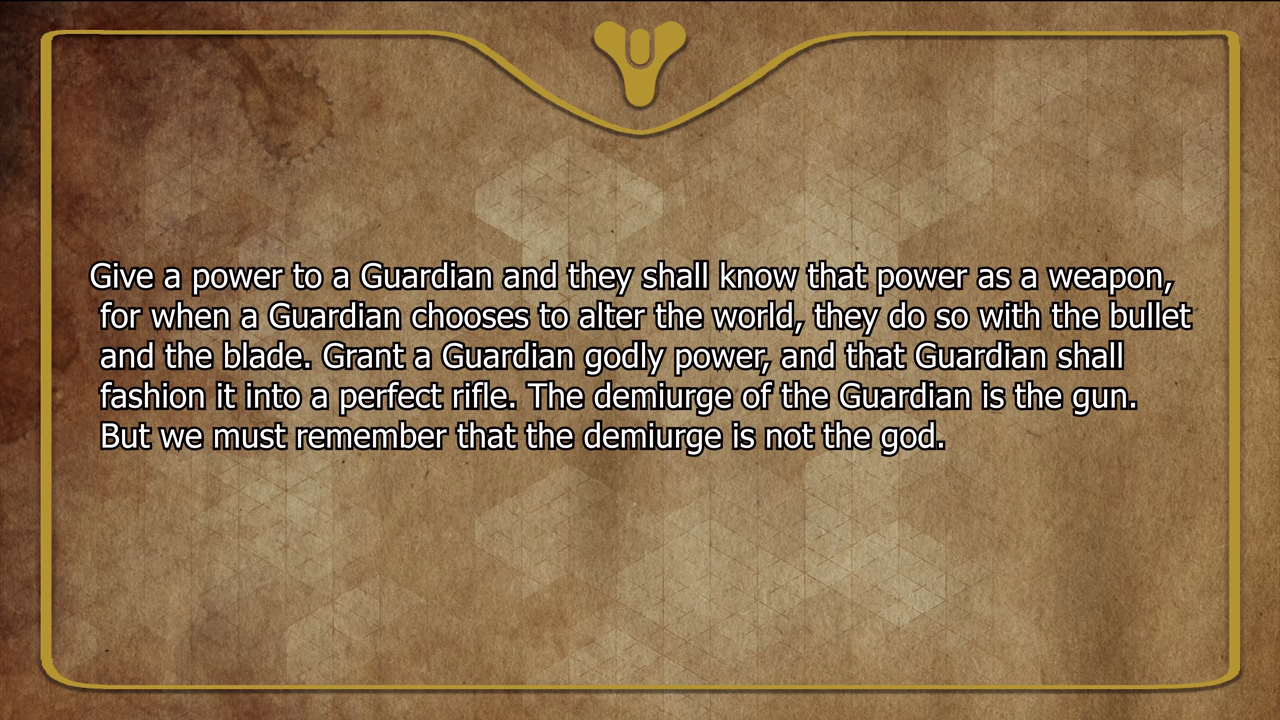 Give a power to a Guardian and they shall know that power as a weapon,
for when a Guardian chooses to alter the world, they do so with the bullet
and the blade. Grant a Guardian godly power, and that Guardian shall
fashion it into a perfect rifle. The demiurge of the Guardian is the gun.
But we must remember that the demiurge is not the god.